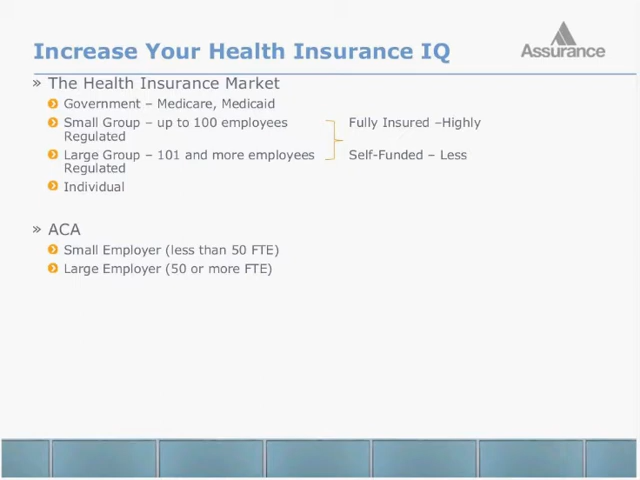 Increase Your Health Insurance IQ
Assurance
» The Health Insurance Market
Government – Medicare, Medicaid
Small Group – up to 100 employees Fully Insured –Highly
Regulated
Large Group – 101 and more employees Self-Funded – Less
Regulated
Individual
» ACA
Small Employer (less than 50 FTE)
Large Employer (50 or more FTE)